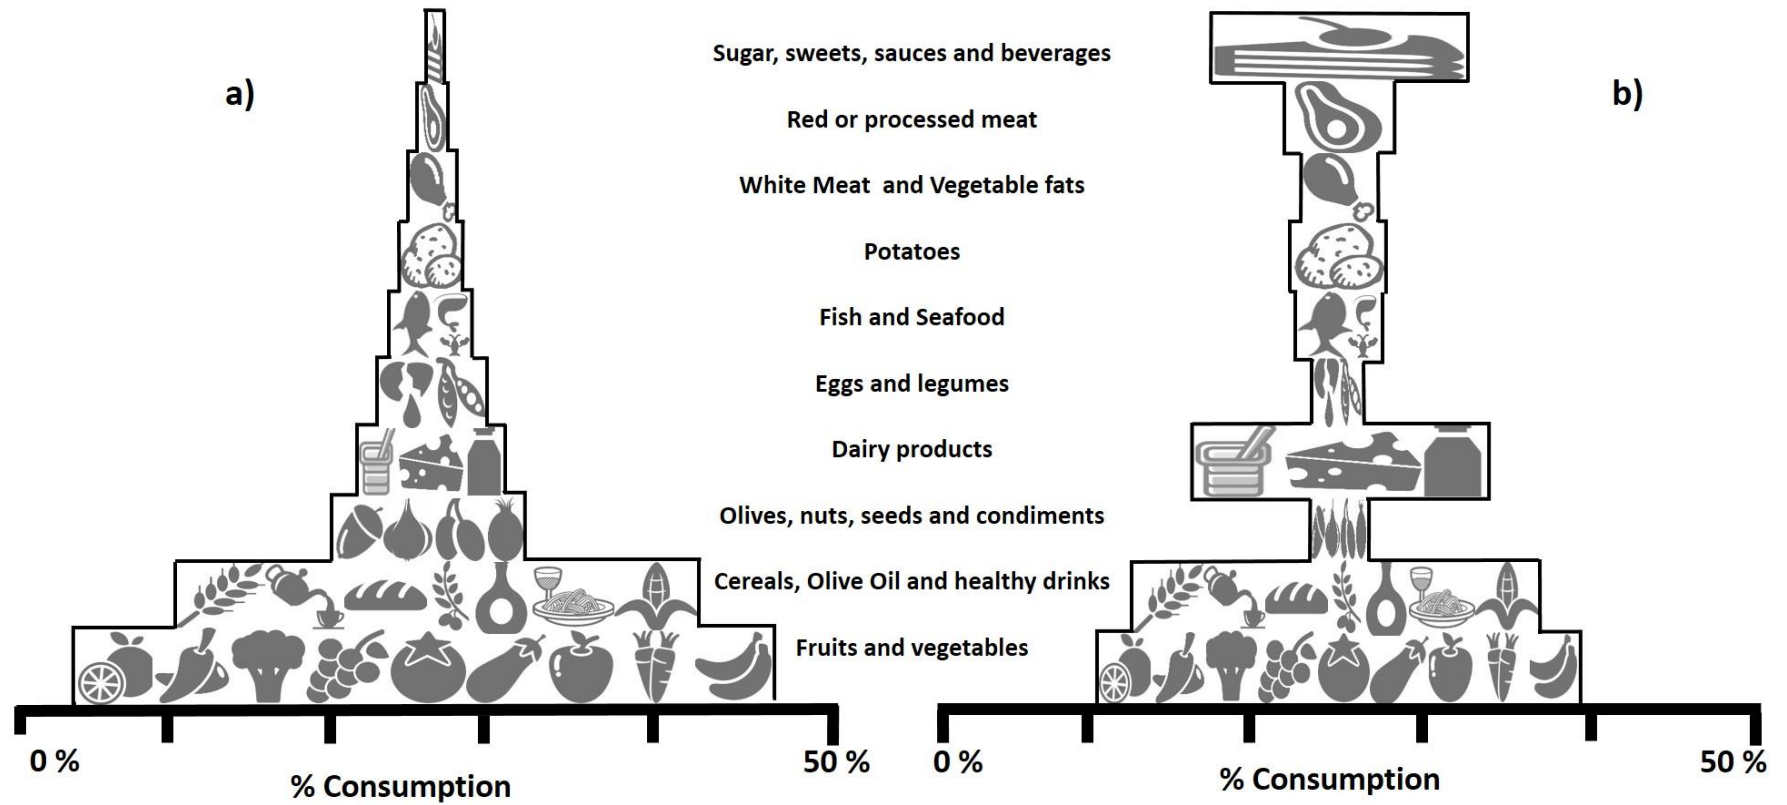 Sugar, sweets, sauces and beverages
a)
b)
Red or processed meat
White Meat  and Vegetable fats
Potatoes
Fish and Seafood
Eggs and legumes
Dairy products
Olives, nuts, seeds and condiments
Cereals, Olive Oil and healthy drinks
Fruits and vegetables
0 %
50 %
% Consumption
0 %
50 %
% Consumption